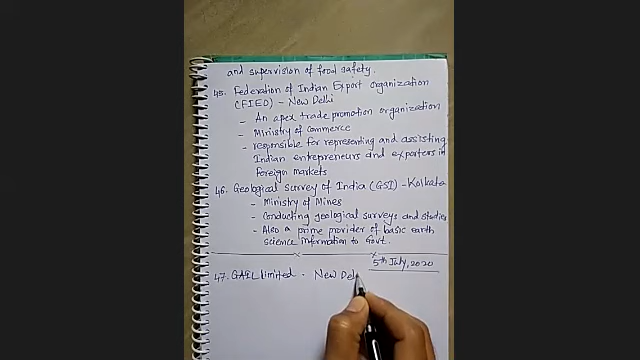 and supervision of food safety.
45. Federation of Indian Export Organization
(FIEO) - New Delhi
- An apex trade promotion organization
- Ministry of Commerce
- responsible for representing and assisting
Indian entrepreneurs and exporters in
Foreign markets
46. Geological Survey of India (GSI) - Kolkata
- Ministry of Mines
- Conducting geological surveys and studies
- Also a prime provider of basic earth
science information to Govt.
5th July, 2020
47. GAIL Limited - New Delh